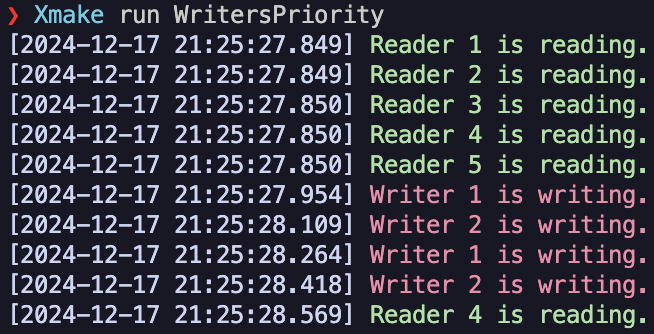 ❯ Xmake run WritersPriority
[2024-12-17 21:25:27.849] Reader 1 is reading.
[2024-12-17 21:25:27.849] Reader 2 is reading.
[2024-12-17 21:25:27.850] Reader 3 is reading.
[2024-12-17 21:25:27.850] Reader 4 is reading.
[2024-12-17 21:25:27.850] Reader 5 is reading.
[2024-12-17 21:25:27.954] Writer 1 is writing.
[2024-12-17 21:25:28.109] Writer 2 is writing.
[2024-12-17 21:25:28.264] Writer 1 is writing.
[2024-12-17 21:25:28.418] Writer 2 is writing.
[2024-12-17 21:25:28.569] Reader 4 is reading.